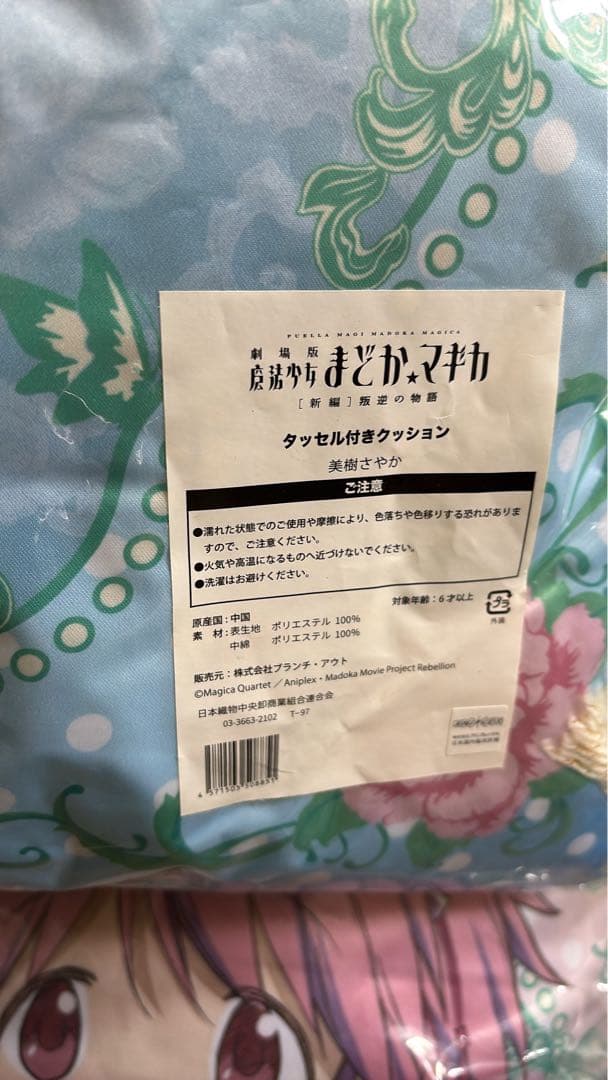 PUELLA MAGI MADOKA MAGICA
劇場版
魔法少女まどか★マギカ
[新編]叛逆の物語
タッセル付きクッション
美樹さやか
ご注意
●濡れた状態でのご使用や摩擦により、色落ちや色移りする恐れがありま
すので、ご注意ください。
●火気や高温になるものへ近づけないでください。
●洗濯はお避けください。
対象年齢：6才以上
プラ
外装
原産国：中国
素 材：表生地 ポリエステル 100%
中綿 ポリエステル 100%
販売元：株式会社ブランチ・アウト
©Magica Quartet／Aniplex・Madoka Movie Project Rebellion
日本織物中央卸商業組合連合会
03-3663-2102 T-97